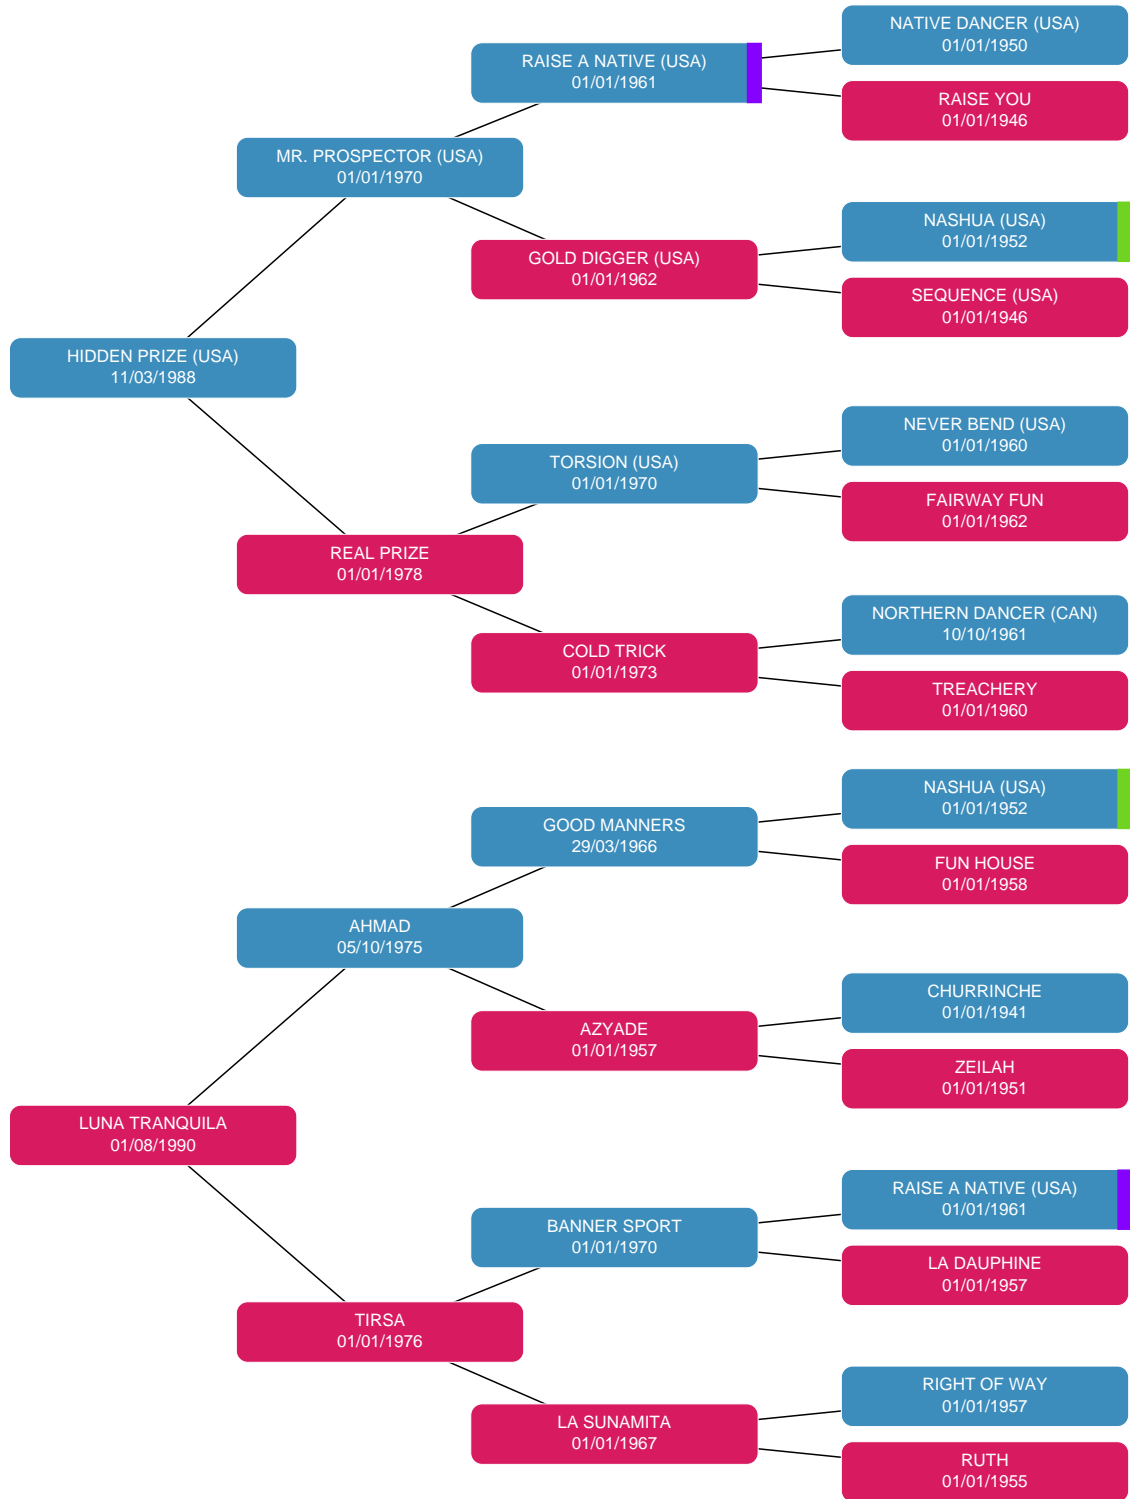 NATIVE DANCER (USA)
01/01/1950
RAISE A NATIVE (USA)
01/01/1961
RAISE YOU
01/01/1946
MR. PROSPECTOR (USA)
01/01/1970
NASHUA (USA)
01/01/1952
GOLD DIGGER (USA)
01/01/1962
SEQUENCE (USA)
01/01/1946
HIDDEN PRIZE (USA)
11/03/1988
NEVER BEND (USA)
01/01/1960
TORSION (USA)
01/01/1970
FAIRWAY FUN
01/01/1962
REAL PRIZE
01/01/1978
NORTHERN DANCER (CAN)
10/10/1961
COLD TRICK
01/01/1973
TREACHERY
01/01/1960
NASHUA (USA)
01/01/1952
GOOD MANNERS
29/03/1966
FUN HOUSE
01/01/1958
AHMAD
05/10/1975
CHURRINCHE
01/01/1941
AZYADE
01/01/1957
ZEILAH
01/01/1951
LUNA TRANQUILA
01/08/1990
RAISE A NATIVE (USA)
01/01/1961
BANNER SPORT
01/01/1970
LA DAUPHINE
01/01/1957
TIRSA
01/01/1976
RIGHT OF WAY
01/01/1957
LA SUNAMITA
01/01/1967
RUTH
01/01/1955